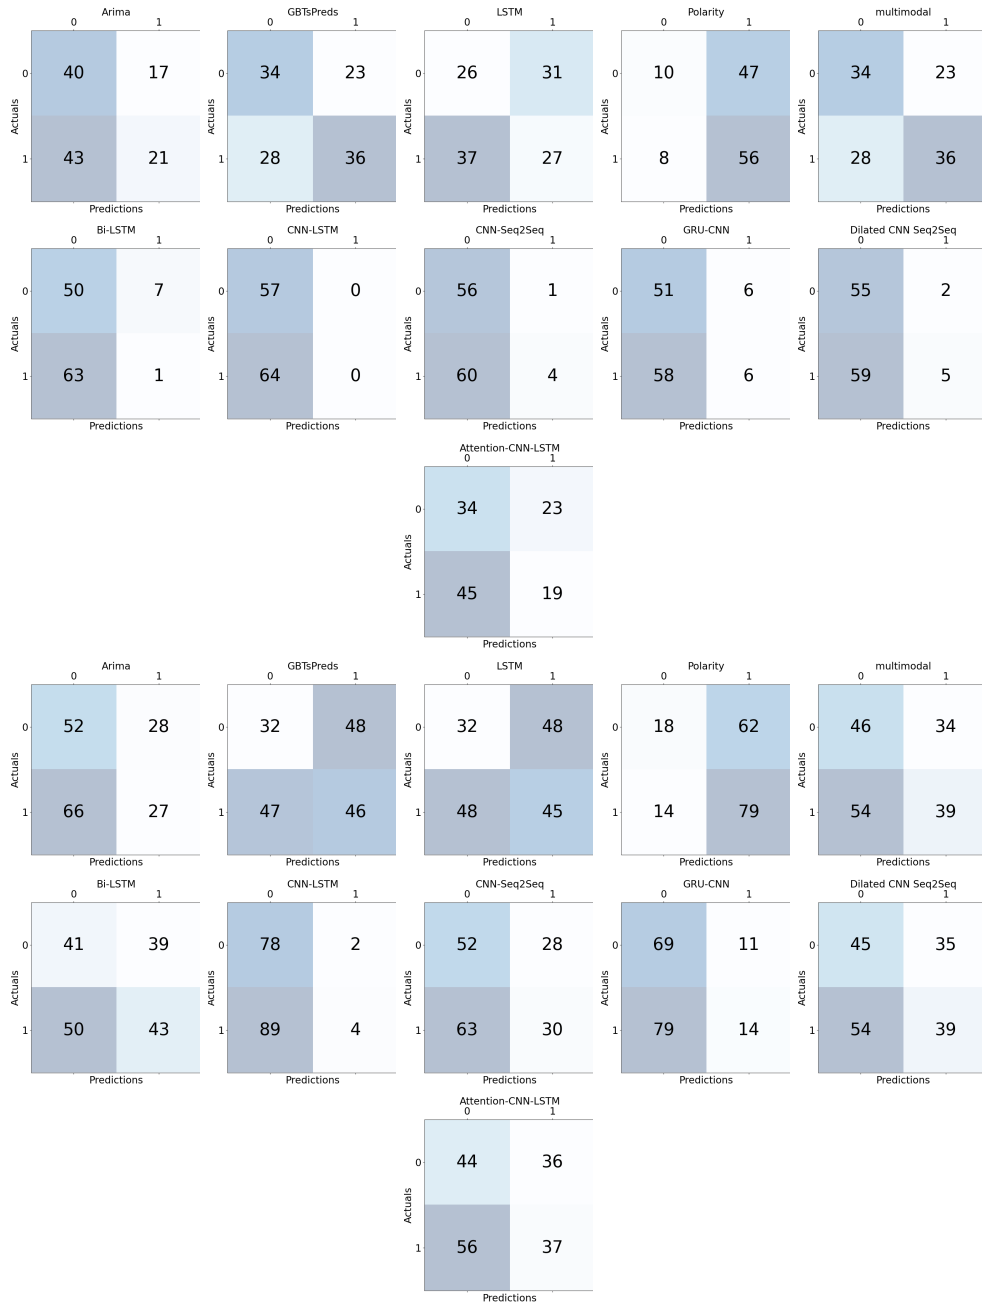 Arima GBTsPreds LSTM Polarity multimodal
0 1 0 1 0 1 0 1 0 1
0 40 17 0 34 23 0 26 31 0 10 47 0 34 23
Actuals Actuals Actuals Actuals Actuals
1 43 21 1 28 36 1 37 27 1 8 56 1 28 36
Predictions Predictions Predictions Predictions Predictions
Bi-LSTM CNN-LSTM CNN-Seq2Seq GRU-CNN Dilated CNN Seq2Seq
0 1 0 1 0 1 0 1 0 1
0 50 7 0 57 0 0 56 1 0 51 6 0 55 2
Actuals Actuals Actuals Actuals Actuals
1 63 1 1 64 0 1 60 4 1 58 6 1 59 5
Predictions Predictions Predictions Predictions Predictions
Attention-CNN-LSTM
0 1
0 34 23
Actuals
1 45 19
Predictions
Arima GBTsPreds LSTM Polarity multimodal
0 1 0 1 0 1 0 1 0 1
0 52 28 0 32 48 0 32 48 0 18 62 0 46 34
Actuals Actuals Actuals Actuals Actuals
1 66 27 1 47 46 1 48 45 1 14 79 1 54 39
Predictions Predictions Predictions Predictions Predictions
Bi-LSTM CNN-LSTM CNN-Seq2Seq GRU-CNN Dilated CNN Seq2Seq
0 1 0 1 0 1 0 1 0 1
0 41 39 0 78 2 0 52 28 0 69 11 0 45 35
Actuals Actuals Actuals Actuals Actuals
1 50 43 1 89 4 1 63 30 1 79 14 1 54 39
Predictions Predictions Predictions Predictions Predictions
Attention-CNN-LSTM
0 1
0 44 36
Actuals
1 56 37
Predictions